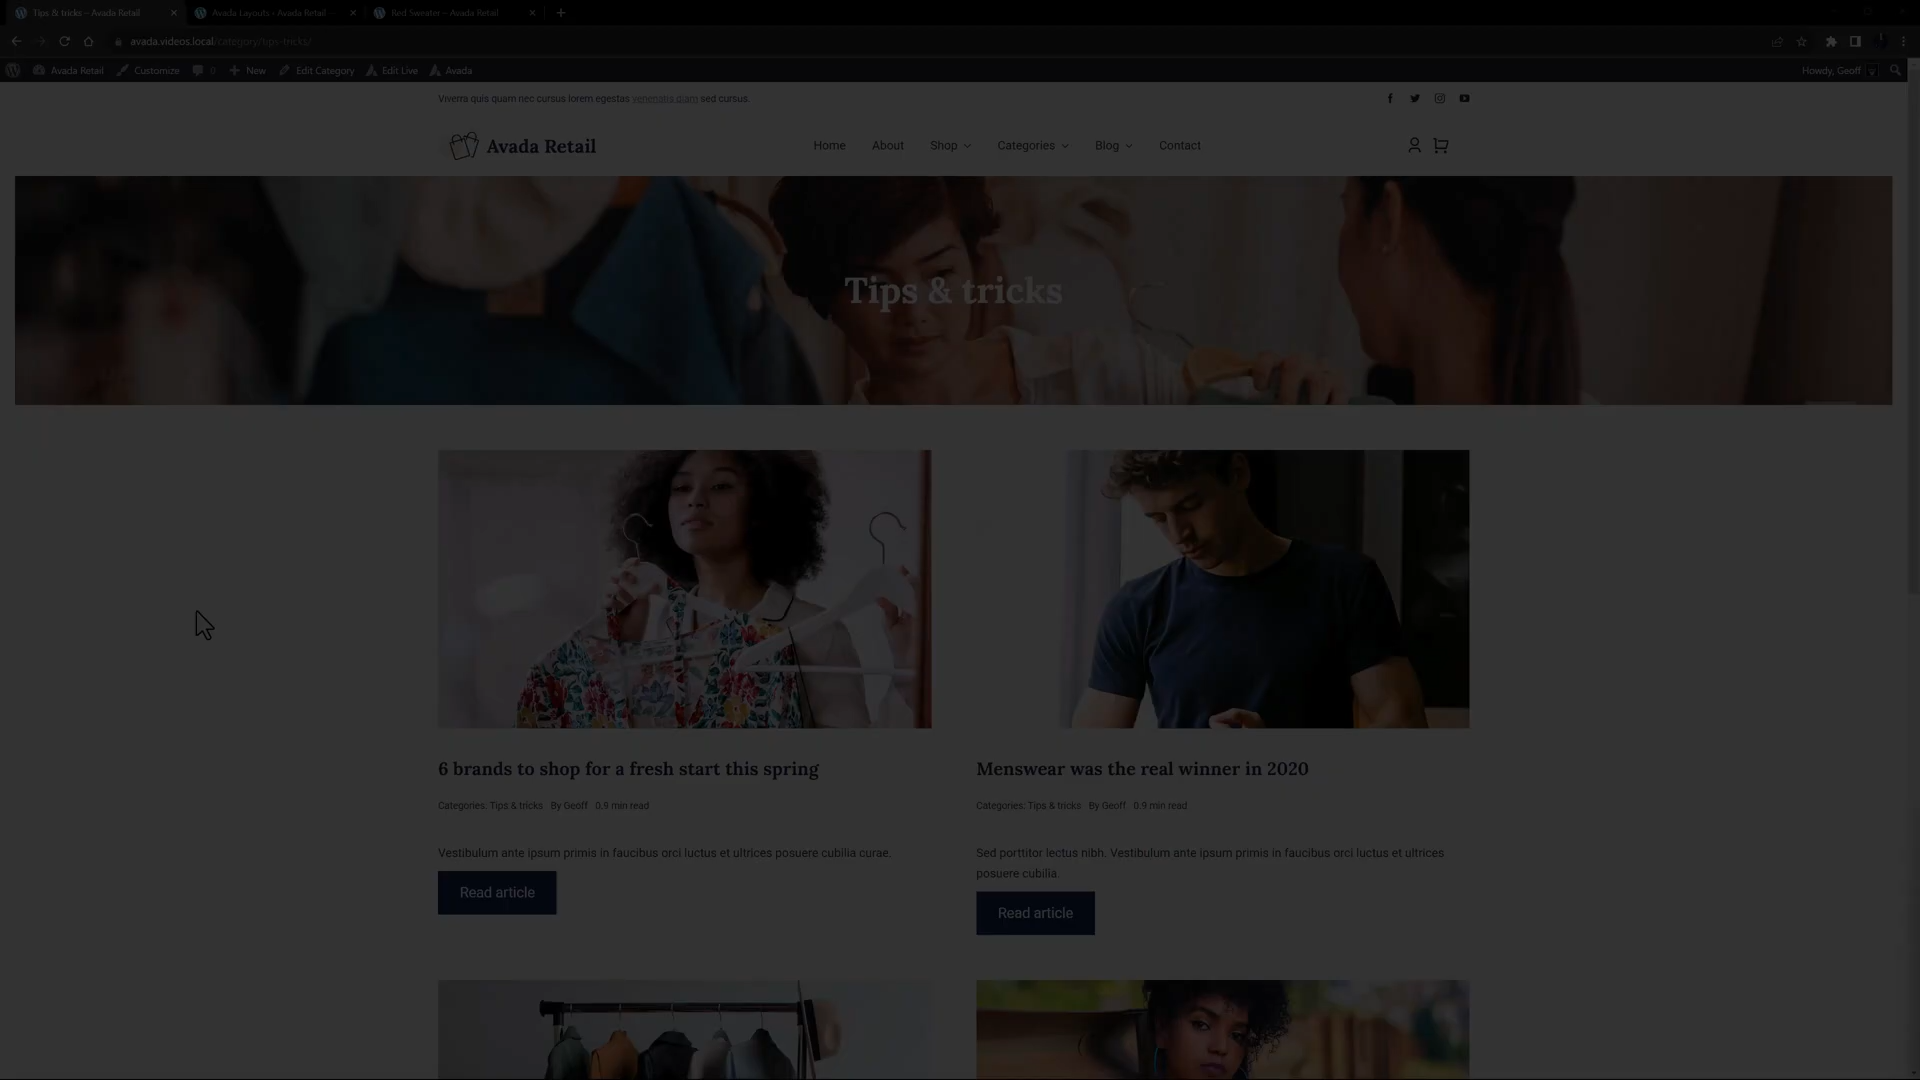 Tips & tricks – Avada Retail
Avada Layouts - Avada Retail
Red Sweater – Avada Retail
avada.videos.local/category/tips-tricks/
Avada Retail Customize 0 New Edit Category Edit Live Avada Howdy, Geoff
Viverra quis quam nec cursus lorem egestas venenatis diam sed cursus.
Avada Retail
Home About Shop Categories Blog Contact
Tips & tricks
6 brands to shop for a fresh start this spring
Categories: Tips & tricks By Geoff 0.9 min read
Vestibulum ante ipsum primis in faucibus orci luctus et ultrices posuere cubilia curae.
Read article
Menswear was the real winner in 2020
Categories: Tips & tricks By Geoff 0.9 min read
Sed porttitor lectus nibh. Vestibulum ante ipsum primis in faucibus orci luctus et ultrices
posuere cubilia.
Read article